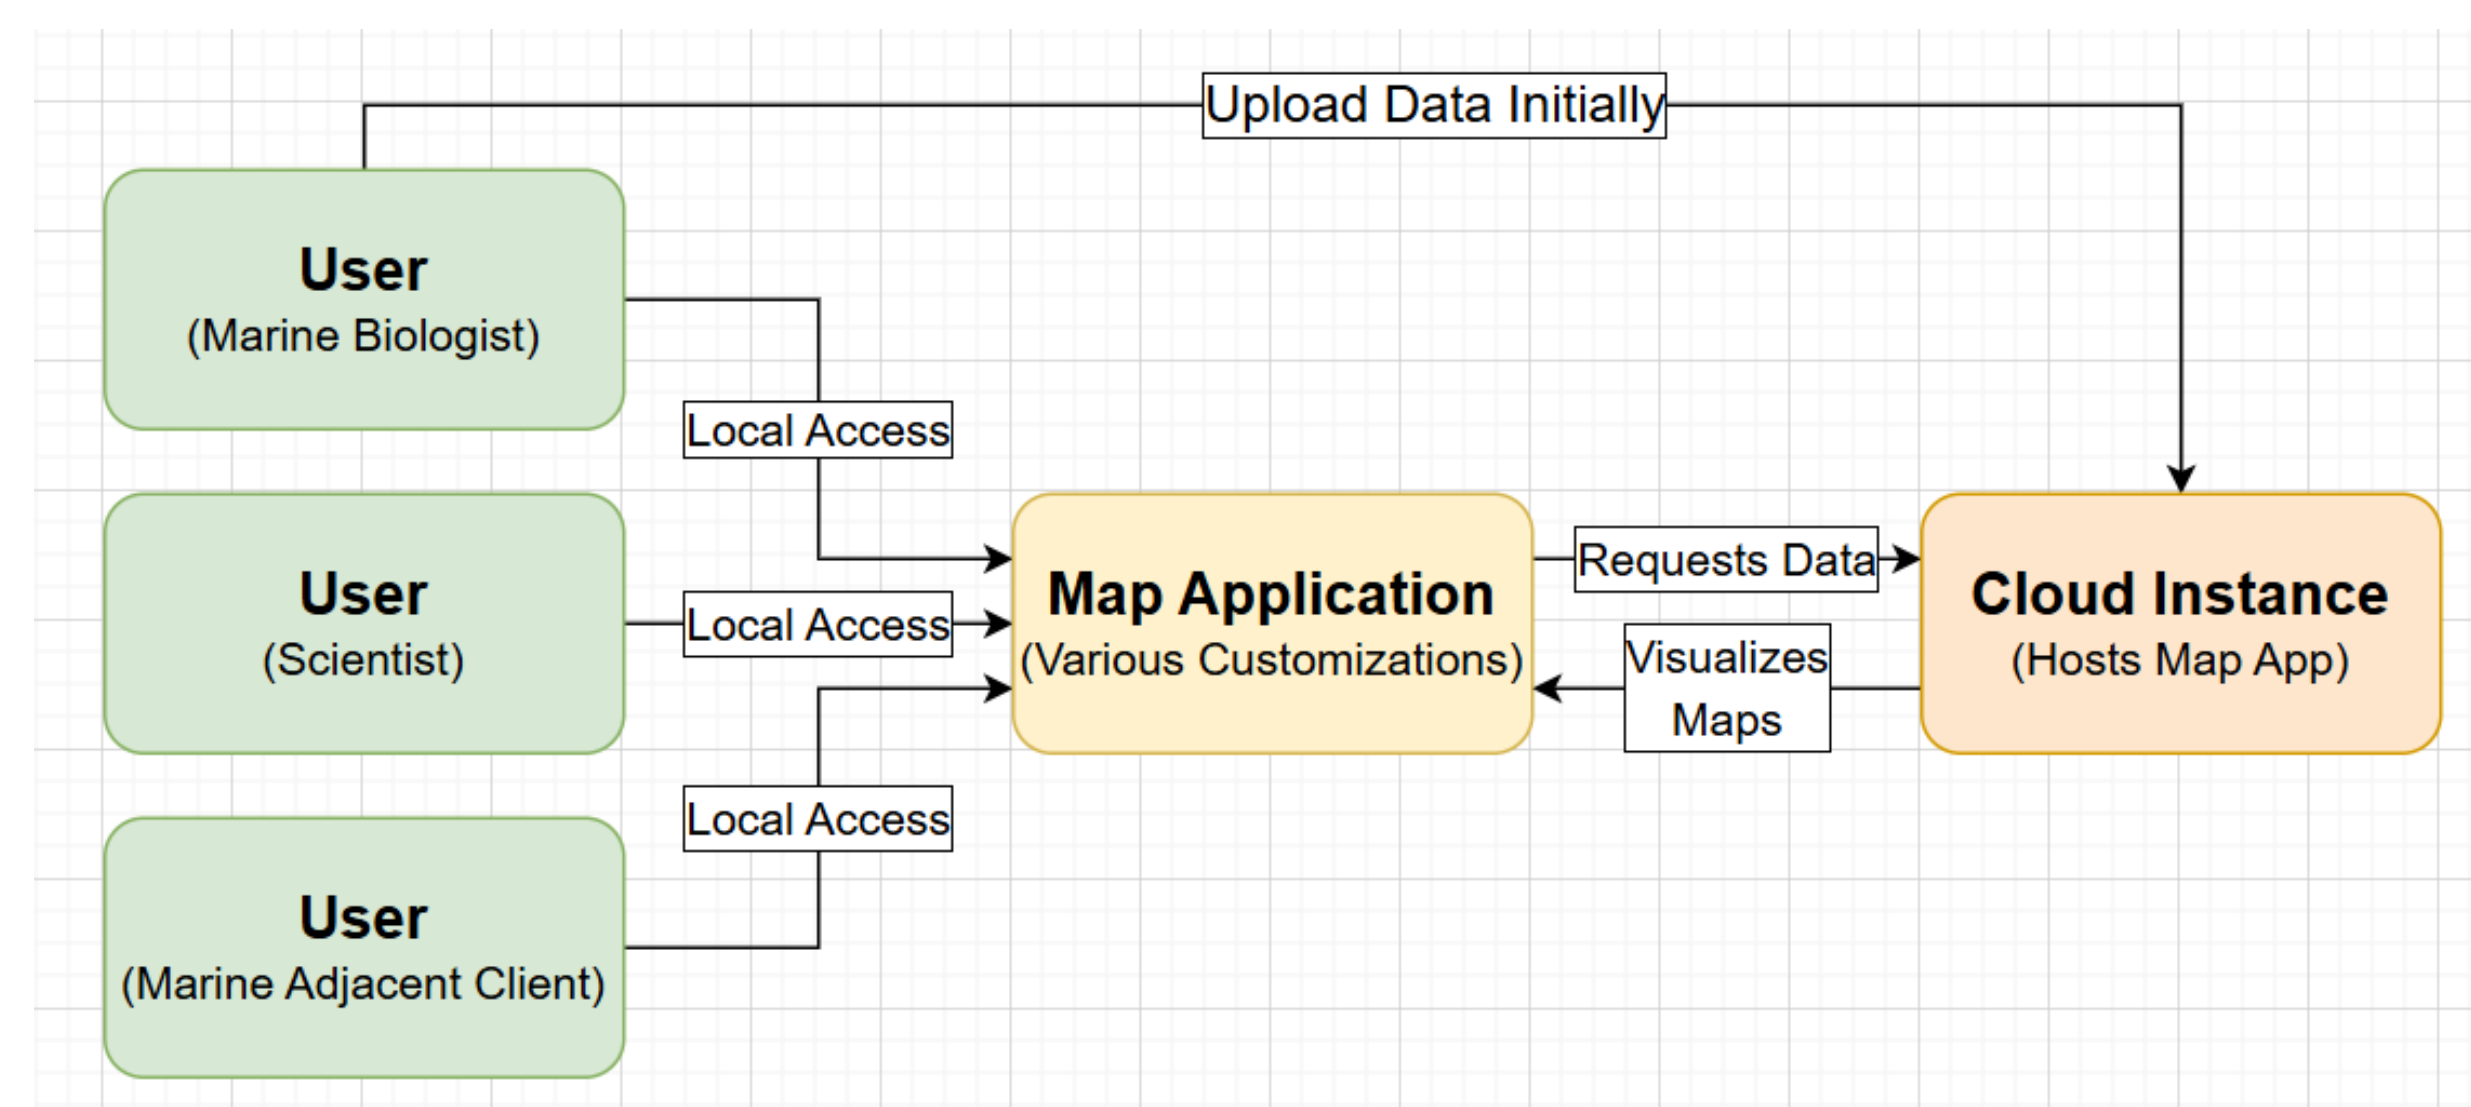 Upload Data Initially
User
(Marine Biologist)
Local Access
User
(Scientist)
Local Access
Map Application
(Various Customizations)
Requests Data
Visualizes
Maps
Cloud Instance
(Hosts Map App)
Local Access
User
(Marine Adjacent Client)